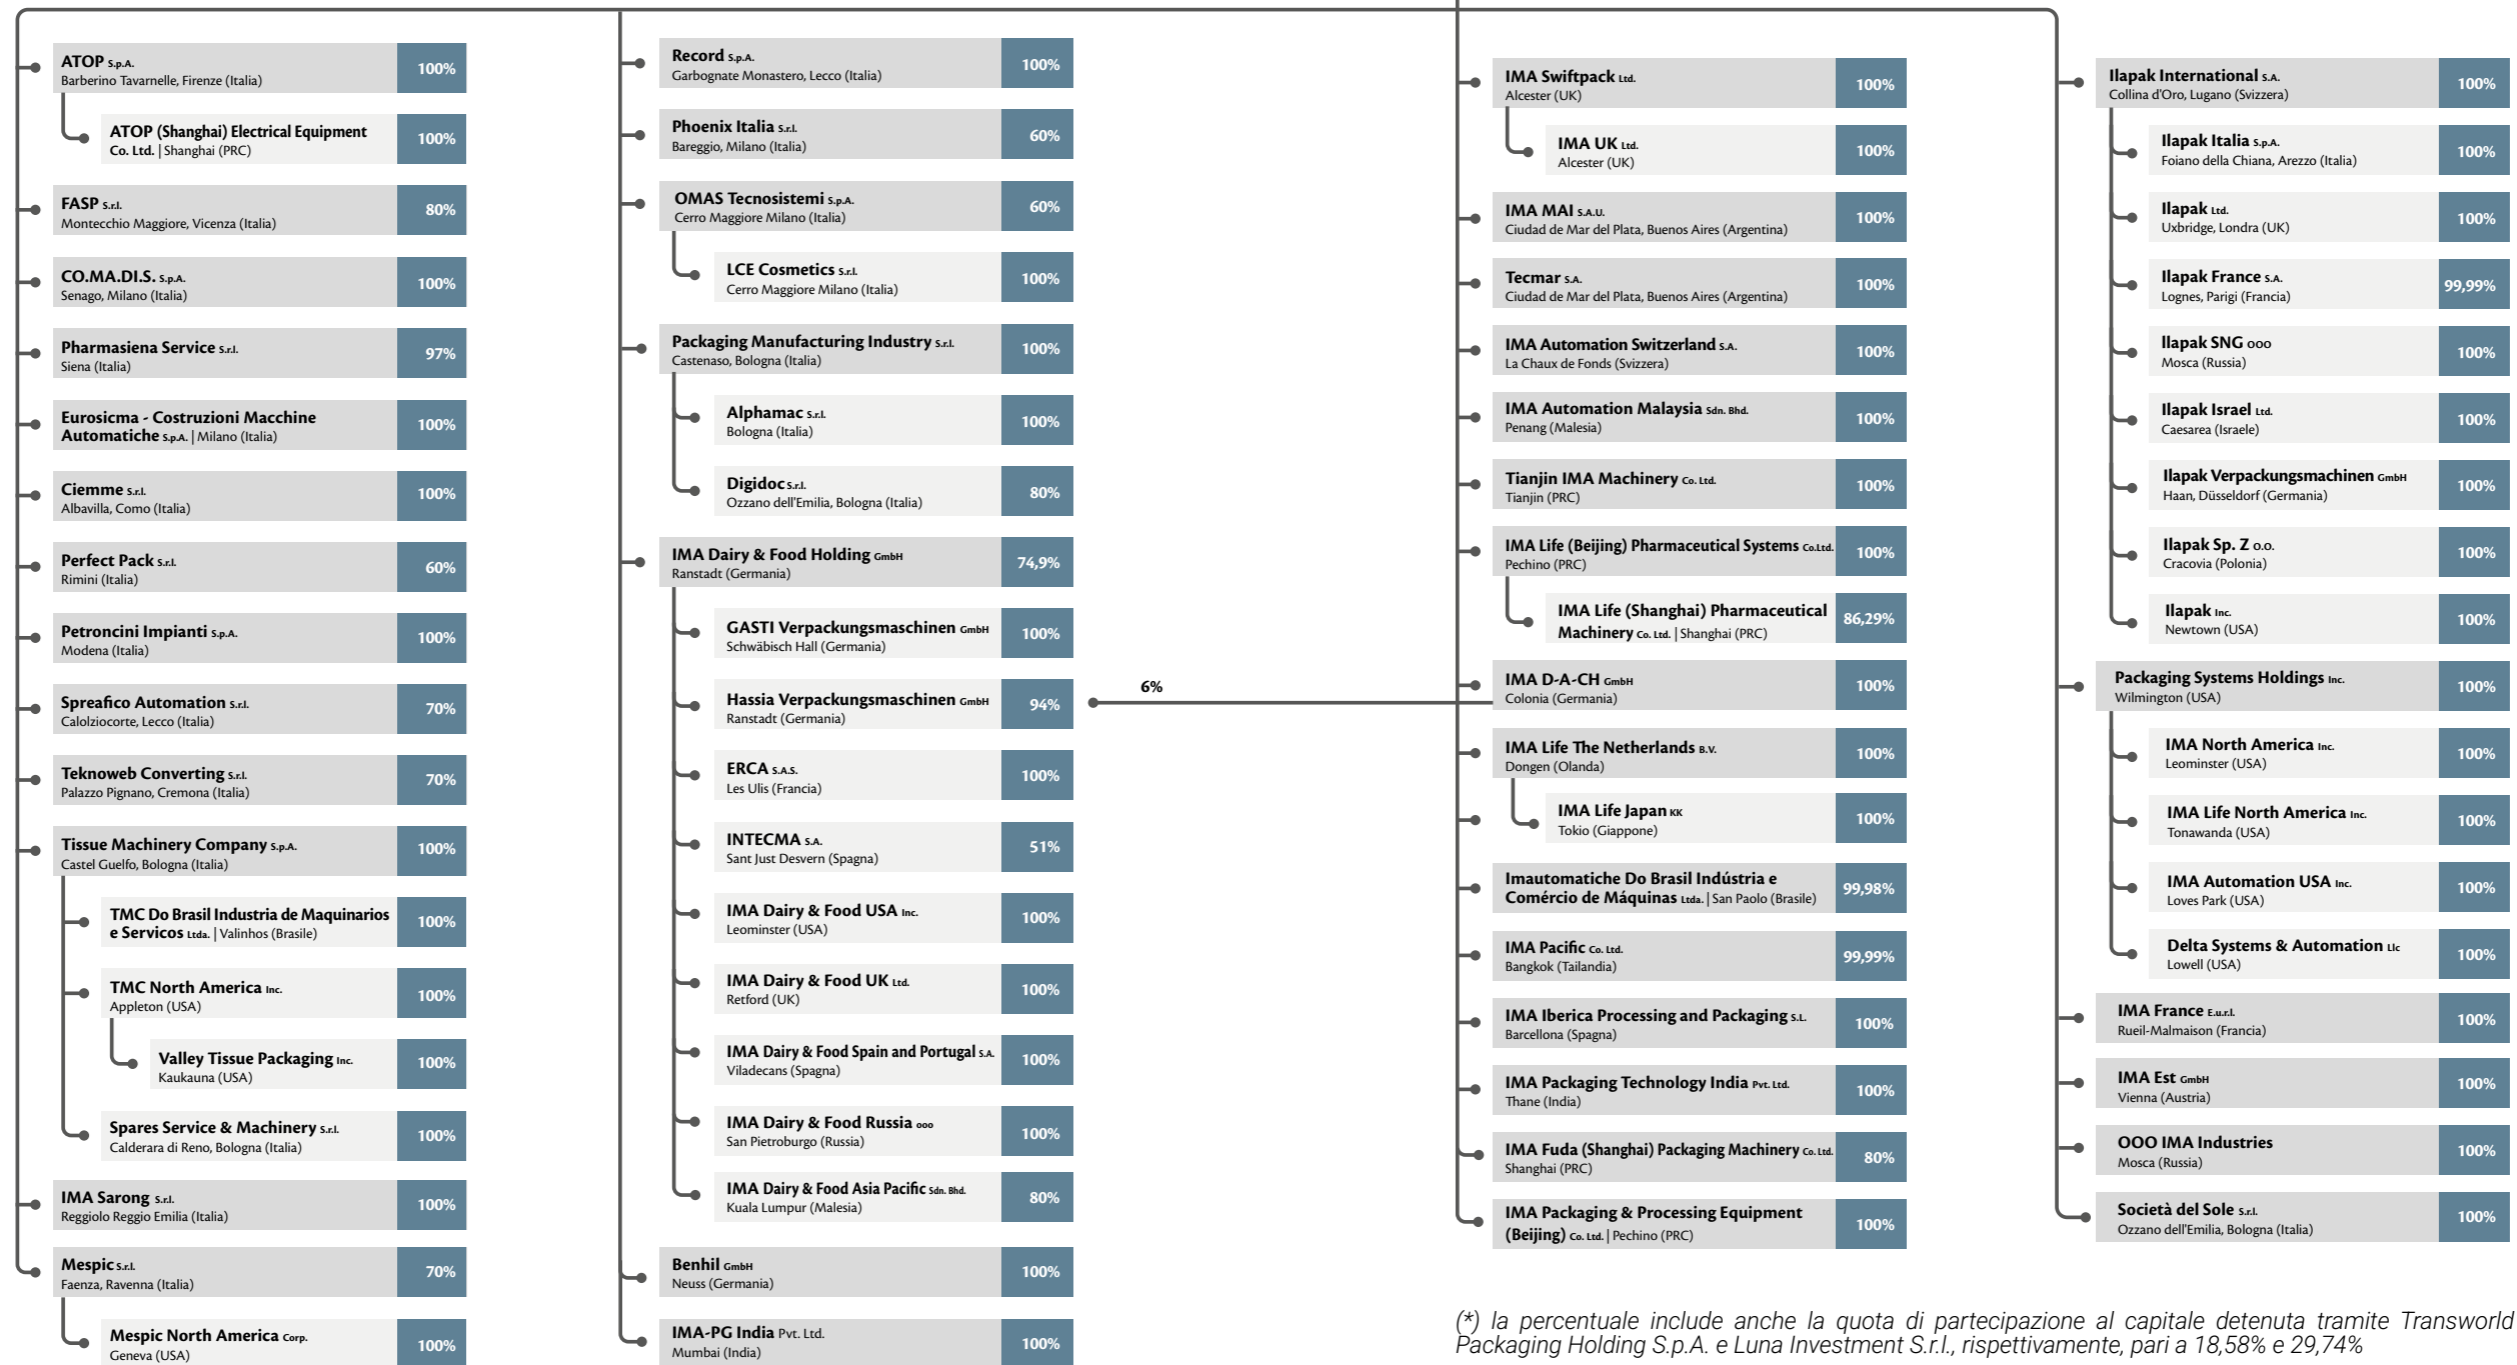 ATOP S.p.A.
Barberino Tavarnelle, Firenze (Italia)
100%
ATOP (Shanghai) Electrical Equipment
Co. Ltd. | Shanghai (PRC)
100%
FASP S.r.l.
Montecchio Maggiore, Vicenza (Italia)
80%
CO.MA.DI.S. S.p.A.
Senago, Milano (Italia)
100%
Pharmasiena Service S.r.l.
Siena (Italia)
97%
Eurosicma - Costruzioni Macchine
Automatiche S.p.A. | Milano (Italia)
100%
Ciemme S.r.l.
Albavilla, Como (Italia)
100%
Perfect Pack S.r.l.
Rimini (Italia)
60%
Petroncini Impianti S.p.A.
Modena (Italia)
100%
Spreafico Automation S.r.l.
Calolziocorte, Lecco (Italia)
70%
Teknoweb Converting S.r.l.
Palazzo Pignano, Cremona (Italia)
70%
Tissue Machinery Company S.p.A.
Castel Guelfo, Bologna (Italia)
100%
TMC Do Brasil Industria de Maquinarios
e Servicos Ltda. | Valinhos (Brasile)
100%
TMC North America Inc.
Appleton (USA)
100%
Valley Tissue Packaging Inc.
Kaukauna (USA)
100%
Spares Service & Machinery S.r.l.
Calderara di Reno, Bologna (Italia)
100%
IMA Sarong S.r.l.
Reggiolo Reggio Emilia (Italia)
100%
Mespic S.r.l.
Faenza, Ravenna (Italia)
70%
Mespic North America Corp.
Geneva (USA)
100%
Record S.p.A.
Garbognate Monastero, Lecco (Italia)
100%
Phoenix Italia S.r.l.
Bareggio, Milano (Italia)
60%
OMAS Tecnosistemi S.p.A.
Cerro Maggiore Milano (Italia)
60%
LCE Cosmetics S.r.l.
Cerro Maggiore Milano (Italia)
100%
Packaging Manufacturing Industry S.r.l.
Castenaso, Bologna (Italia)
100%
Alphamac S.r.l.
Bologna (Italia)
100%
Digidoc S.r.l.
Ozzano dell'Emilia, Bologna (Italia)
80%
IMA Dairy & Food Holding GmbH
Ranstadt (Germania)
74,9%
GASTI Verpackungsmaschinen GmbH
Schwäbisch Hall (Germania)
100%
Hassia Verpackungsmaschinen GmbH
Ranstadt (Germania)
94%
6%
ERCA S.A.S.
Les Ulis (Francia)
100%
INTECMA S.A.
Sant Just Desvern (Spagna)
51%
IMA Dairy & Food USA Inc.
Leominster (USA)
100%
IMA Dairy & Food UK Ltd.
Retford (UK)
100%
IMA Dairy & Food Spain and Portugal S.A.
Viladecans (Spagna)
100%
IMA Dairy & Food Russia ooo
San Pietroburgo (Russia)
100%
IMA Dairy & Food Asia Pacific Sdn. Bhd.
Kuala Lumpur (Malesia)
80%
Benhil GmbH
Neuss (Germania)
100%
IMA-PG India Pvt. Ltd.
Mumbai (India)
100%
IMA Swiftpack Ltd.
Alcester (UK)
100%
IMA UK Ltd.
Alcester (UK)
100%
IMA MAI S.A.U.
Ciudad de Mar del Plata, Buenos Aires (Argentina)
100%
Tecmar S.A.
Ciudad de Mar del Plata, Buenos Aires (Argentina)
100%
IMA Automation Switzerland S.A.
La Chaux de Fonds (Svizzera)
100%
IMA Automation Malaysia Sdn. Bhd.
Penang (Malesia)
100%
Tianjin IMA Machinery Co. Ltd.
Tianjin (PRC)
100%
IMA Life (Beijing) Pharmaceutical Systems Co.Ltd.
Pechino (PRC)
100%
IMA Life (Shanghai) Pharmaceutical
Machinery Co. Ltd. | Shanghai (PRC)
86,29%
IMA D-A-CH GmbH
Colonia (Germania)
100%
IMA Life The Netherlands B.V.
Dongen (Olanda)
100%
IMA Life Japan KK
Tokio (Giappone)
100%
Imautomatiche Do Brasil Indústria e
Comércio de Máquinas Ltda. | San Paolo (Brasile)
99,98%
IMA Pacific Co. Ltd.
Bangkok (Tailandia)
99,99%
IMA Iberica Processing and Packaging S.L.
Barcellona (Spagna)
100%
IMA Packaging Technology India Pvt. Ltd.
Thane (India)
100%
IMA Fuda (Shanghai) Packaging Machinery Co. Ltd.
Shanghai (PRC)
80%
IMA Packaging & Processing Equipment
(Beijing) Co. Ltd. | Pechino (PRC)
100%
Ilapak International S.A.
Collina d'Oro, Lugano (Svizzera)
100%
Ilapak Italia S.p.A.
Foiano della Chiana, Arezzo (Italia)
100%
Ilapak Ltd.
Uxbridge, Londra (UK)
100%
Ilapak France S.A.
Lognes, Parigi (Francia)
99,99%
Ilapak SNG ooo
Mosca (Russia)
100%
Ilapak Israel Ltd.
Caesarea (Israele)
100%
Ilapak Verpackungsmachinen GmbH
Haan, Düsseldorf (Germania)
100%
Ilapak Sp. Z o.o.
Cracovia (Polonia)
100%
Ilapak Inc.
Newtown (USA)
100%
Packaging Systems Holdings Inc.
Wilmington (USA)
100%
IMA North America Inc.
Leominster (USA)
100%
IMA Life North America Inc.
Tonawanda (USA)
100%
IMA Automation USA Inc.
Loves Park (USA)
100%
Delta Systems & Automation Llc
Lowell (USA)
100%
IMA France E.u.r.l.
Rueil-Malmaison (Francia)
100%
IMA Est GmbH
Vienna (Austria)
100%
OOO IMA Industries
Mosca (Russia)
100%
Società del Sole S.r.l.
Ozzano dell'Emilia, Bologna (Italia)
100%
(*) la percentuale include anche la quota di partecipazione al capitale detenuta tramite Transworld
Packaging Holding S.p.A. e Luna Investment S.r.l., rispettivamente, pari a 18,58% e 29,74%